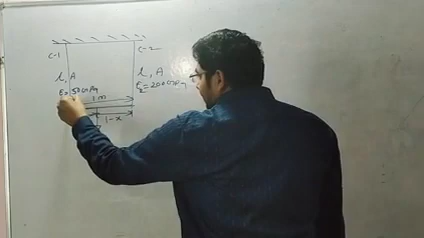 C-1
C-2
l, A
l, A
E₁= 50 GPa
E₂= 200 GPa
1 m
1-x